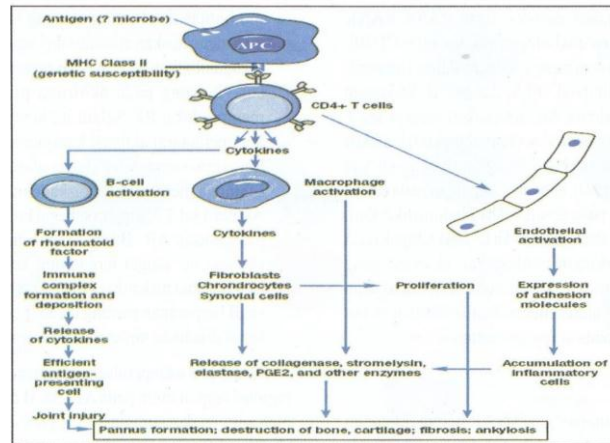 Antigen (? microbe)
APC
MHC Class II
(genetic susceptibility)
CD4+ T cells
Cytokines
B-cell
activation
Macrophage
activation
Formation
of rheumatoid
factor
Cytokines
Endothelial
activation
Immune
complex
formation and
deposition
Fibroblasts
Chrondrocytes
Synovial cells
Proliferation
Expression
of adhesion
molecules
Release
of cytokines
Efficient
antigen-
presenting
cell
Release of collagenase, stromelysin,
elastase, PGE2, and other enzymes
Accumulation of
inflammatory
cells
Joint injury
Pannus formation; destruction of bone, cartilage; fibrosis; ankylosis